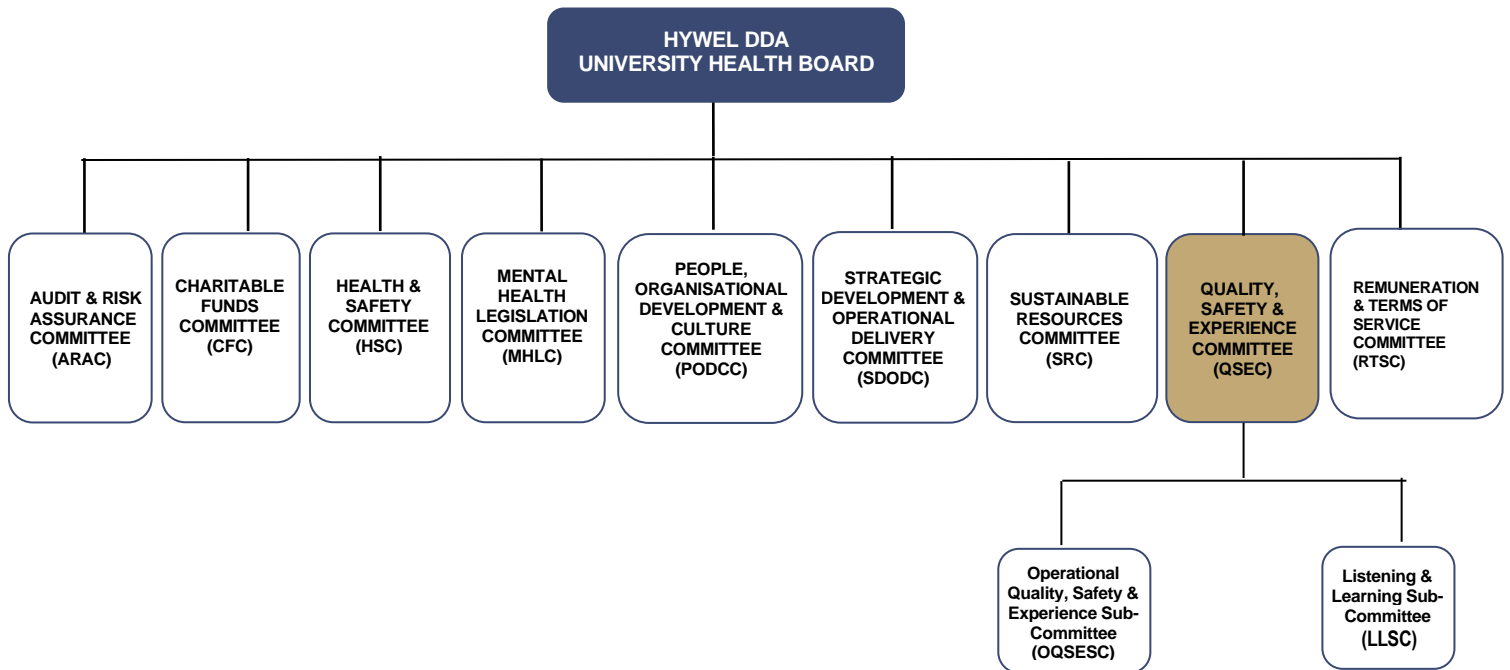 HYWEL DDA
UNIVERSITY HEALTH BOARD
AUDIT & RISK
ASSURANCE
COMMITTEE
(ARAC)
CHARITABLE
FUNDS
COMMITTEE
(CFC)
HEALTH &
SAFETY
COMMITTEE
(HSC)
MENTAL
HEALTH
LEGISLATION
COMMITTEE
(MHLC)
PEOPLE,
ORGANISATIONAL
DEVELOPMENT &
CULTURE
COMMITTEE
(PODCC)
STRATEGIC
DEVELOPMENT &
OPERATIONAL
DELIVERY
COMMITTEE
(SDODC)
SUSTAINABLE
RESOURCES
COMMITTEE
(SRC)
QUALITY,
SAFETY &
EXPERIENCE
COMMITTEE
(QSEC)
REMUNERATION
& TERMS OF
SERVICE
COMMITTEE
(RTSC)
Operational
Quality, Safety &
Experience Sub-
Committee
(OQSESC)
Listening &
Learning Sub-
Committee
(LLSC)